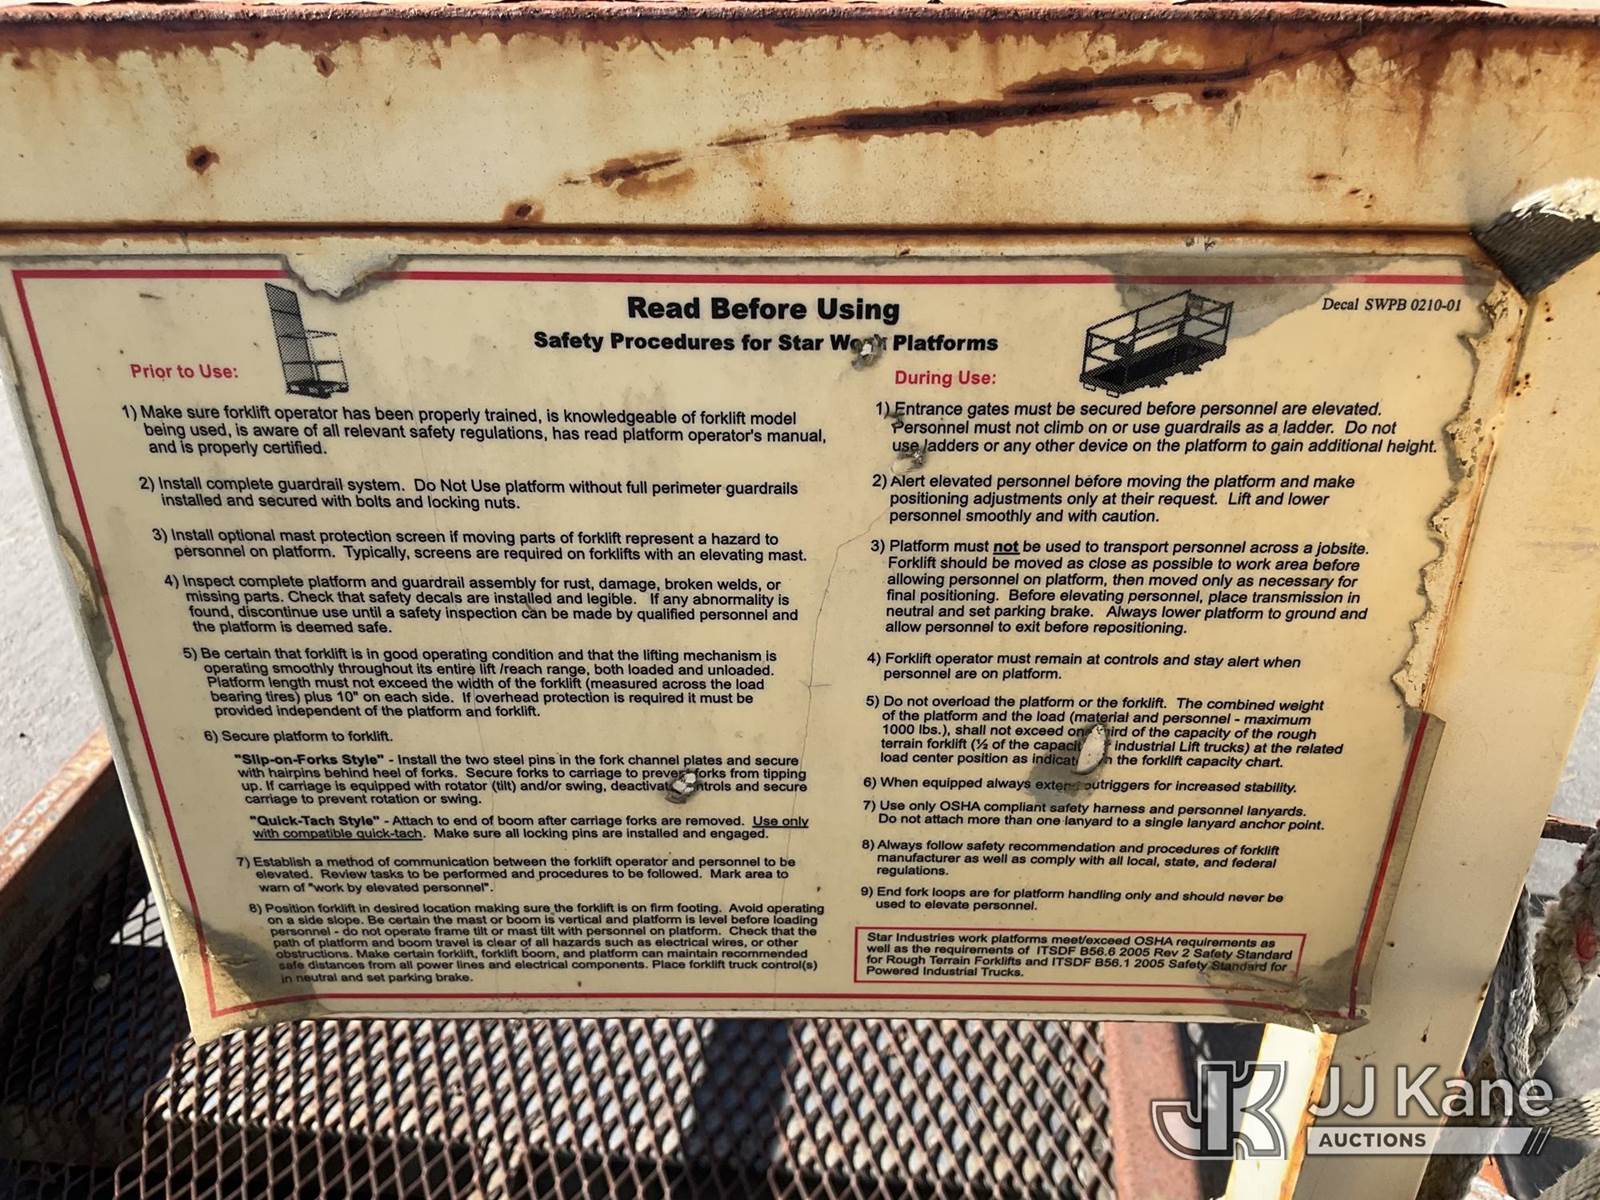 Read Before Using
Safety Procedures for Star Work Platforms
Decal SWPB 0210-01
Prior to Use:
1) Make sure forklift operator has been properly trained, is knowledgeable of forklift model
being used, is aware of all relevant safety regulations, has read platform operator's manual,
and is properly certified.
2) Install complete guardrail system. Do Not Use platform without full perimeter guardrails
installed and secured with bolts and locking nuts.
3) Install optional mast protection screen if moving parts of forklift represent a hazard to
personnel on platform. Typically, screens are required on forklifts with an elevating mast.
4) Inspect complete platform and guardrail assembly for rust, damage, broken welds, or
missing parts. Check that safety decals are installed and legible. If any abnormality is
found, discontinue use until a safety inspection can be made by qualified personnel and
the platform is deemed safe.
5) Be certain that forklift is in good operating condition and that the lifting mechanism is
operating smoothly throughout its entire lift /reach range, both loaded and unloaded.
Platform length must not exceed the width of the forklift (measured across the load
bearing tires) plus 10" on each side. If overhead protection is required it must be
provided independent of the platform and forklift.
6) Secure platform to forklift.
"Slip-on-Forks Style" - Install the two steel pins in the fork channel plates and secure
with hairpins behind heel of forks. Secure forks to carriage to prevent forks from tipping
up. If carriage is equipped with rotator (tilt) and/or swing, deactivate controls and secure
carriage to prevent rotation or swing.
"Quick-Tach Style" - Attach to end of boom after carriage forks are removed. Use only
with compatible quick-tach. Make sure all locking pins are installed and engaged.
7) Establish a method of communication between the forklift operator and personnel to be
elevated. Review tasks to be performed and procedures to be followed. Mark area to
warn of "work by elevated personnel".
8) Position forklift in desired location making sure the forklift is on firm footing. Avoid operating
on a side slope. Be certain the mast or boom is vertical and platform is level before loading
personnel - do not operate frame tilt or mast tilt with personnel on platform. Check that the
path of platform and boom travel is clear of all hazards such as electrical wires, or other
obstructions. Make certain forklift, forklift boom, and platform can maintain recommended
safe distances from all power lines and electrical components. Place forklift truck control(s)
in neutral and set parking brake.
During Use:
1) Entrance gates must be secured before personnel are elevated.
Personnel must not climb on or use guardrails as a ladder. Do not
use ladders or any other device on the platform to gain additional height.
2) Alert elevated personnel before moving the platform and make
positioning adjustments only at their request. Lift and lower
personnel smoothly and with caution.
3) Platform must not be used to transport personnel across a jobsite.
Forklift should be moved as close as possible to work area before
allowing personnel on platform, then moved only as necessary for
final positioning. Before elevating personnel, place transmission in
neutral and set parking brake. Always lower platform to ground and
allow personnel to exit before repositioning.
4) Forklift operator must remain at controls and stay alert when
personnel are on platform.
5) Do not overload the platform or the forklift. The combined weight
of the platform and the load (material and personnel - maximum
1000 lbs.), shall not exceed one third of the capacity of the rough
terrain forklift (½ of the capacity industrial Lift trucks) at the related
load center position as indicated the forklift capacity chart.
6) When equipped always extend outriggers for increased stability.
7) Use only OSHA compliant safety harness and personnel lanyards.
Do not attach more than one lanyard to a single lanyard anchor point.
8) Always follow safety recommendation and procedures of forklift
manufacturer as well as comply with all local, state, and federal
regulations.
9) End fork loops are for platform handling only and should never be
used to elevate personnel.
Star Industries work platforms meet/exceed OSHA requirements as
well as the requirements of ITSDF B56.6 2005 Rev 2 Safety Standard
for Rough Terrain Forklifts and ITSDF B56.1 2005 Safety Standard for
Powered Industrial Trucks.
JK JJ Kane
AUCTIONS